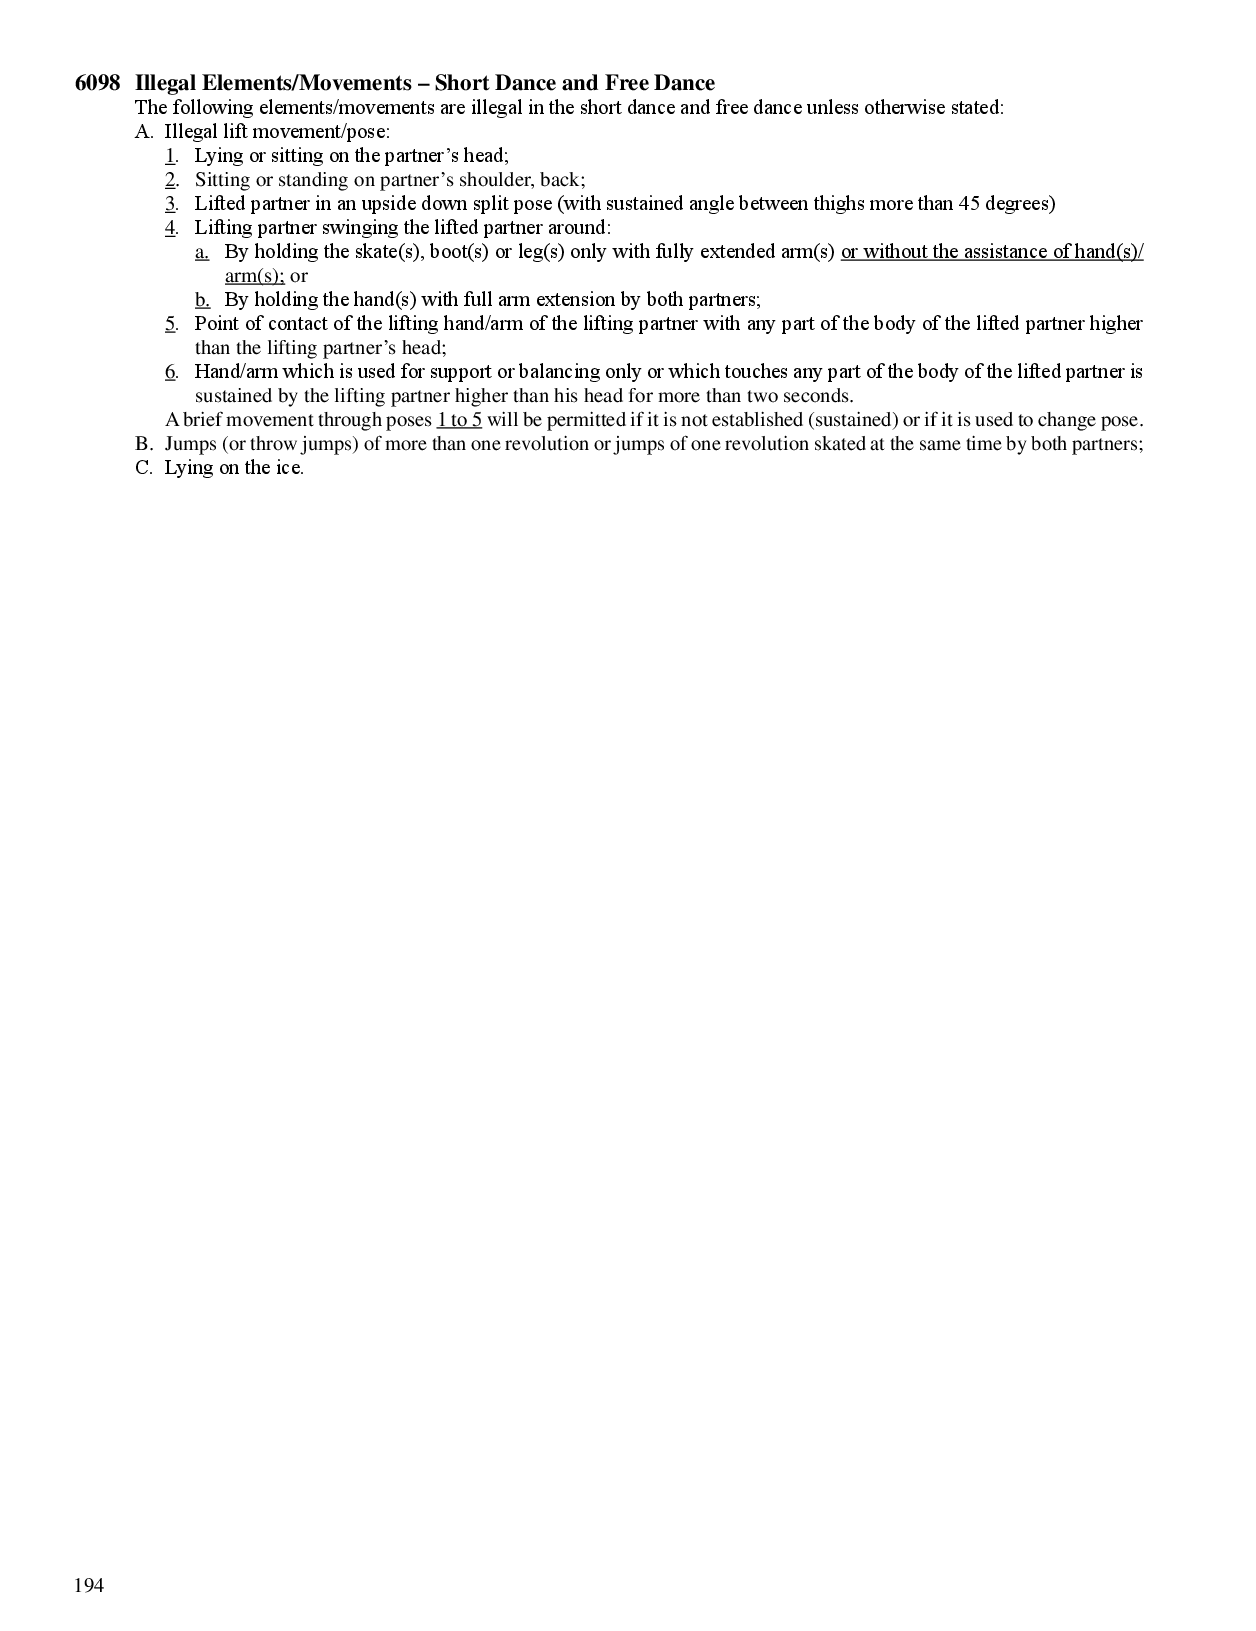 6098 Illegal Elements/Movements – Short Dance and Free Dance
The following elements/movements are illegal in the short dance and free dance unless otherwise stated:
A. Illegal lift movement/pose:
1. Lying or sitting on the partner’s head;
2. Sitting or standing on partner’s shoulder, back;
3. Lifted partner in an upside down split pose (with sustained angle between thighs more than 45 degrees)
4. Lifting partner swinging the lifted partner around:
a. By holding the skate(s), boot(s) or leg(s) only with fully extended arm(s) or without the assistance of hand(s)/
arm(s); or
b. By holding the hand(s) with full arm extension by both partners;
5. Point of contact of the lifting hand/arm of the lifting partner with any part of the body of the lifted partner higher
than the lifting partner’s head;
6. Hand/arm which is used for support or balancing only or which touches any part of the body of the lifted partner is
sustained by the lifting partner higher than his head for more than two seconds.
A brief movement through poses 1 to 5 will be permitted if it is not established (sustained) or if it is used to change pose.
B. Jumps (or throw jumps) of more than one revolution or jumps of one revolution skated at the same time by both partners;
C. Lying on the ice.
194